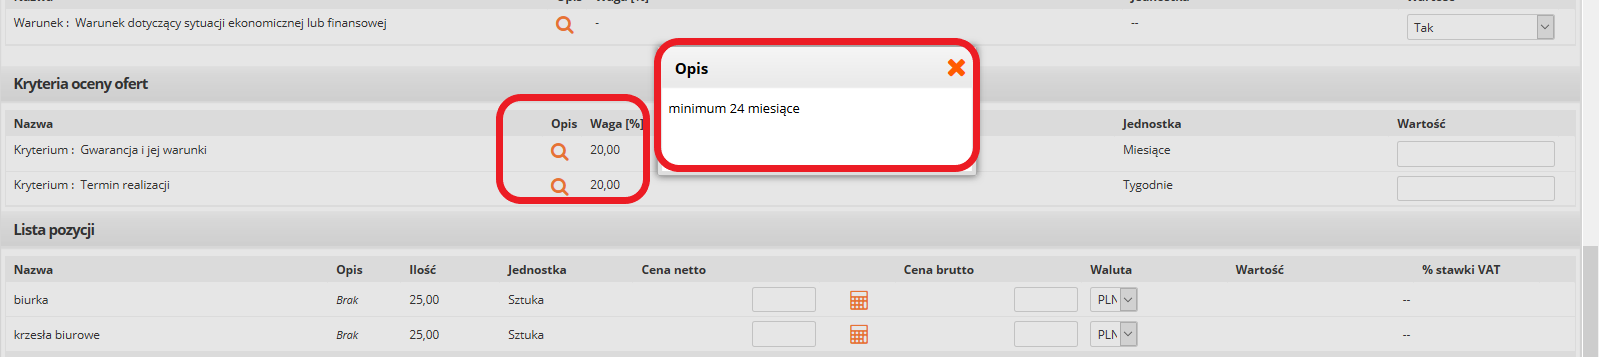 Warunek : Warunek dotyczący sytuacji ekonomicznej lub finansowej - -- Tak
Opis
minimum 24 miesiące
Kryteria oceny ofert
Nazwa Opis Waga [%] Jednostka Wartość
Kryterium : Gwarancja i jej warunki 20,00 Miesiące
Kryterium : Termin realizacji 20,00 Tygodnie
Lista pozycji
Nazwa Opis Ilość Jednostka Cena netto Cena brutto Waluta Wartość % stawki VAT
biurka Brak 25,00 Sztuka PLN --
krzesła biurowe Brak 25,00 Sztuka PLN --